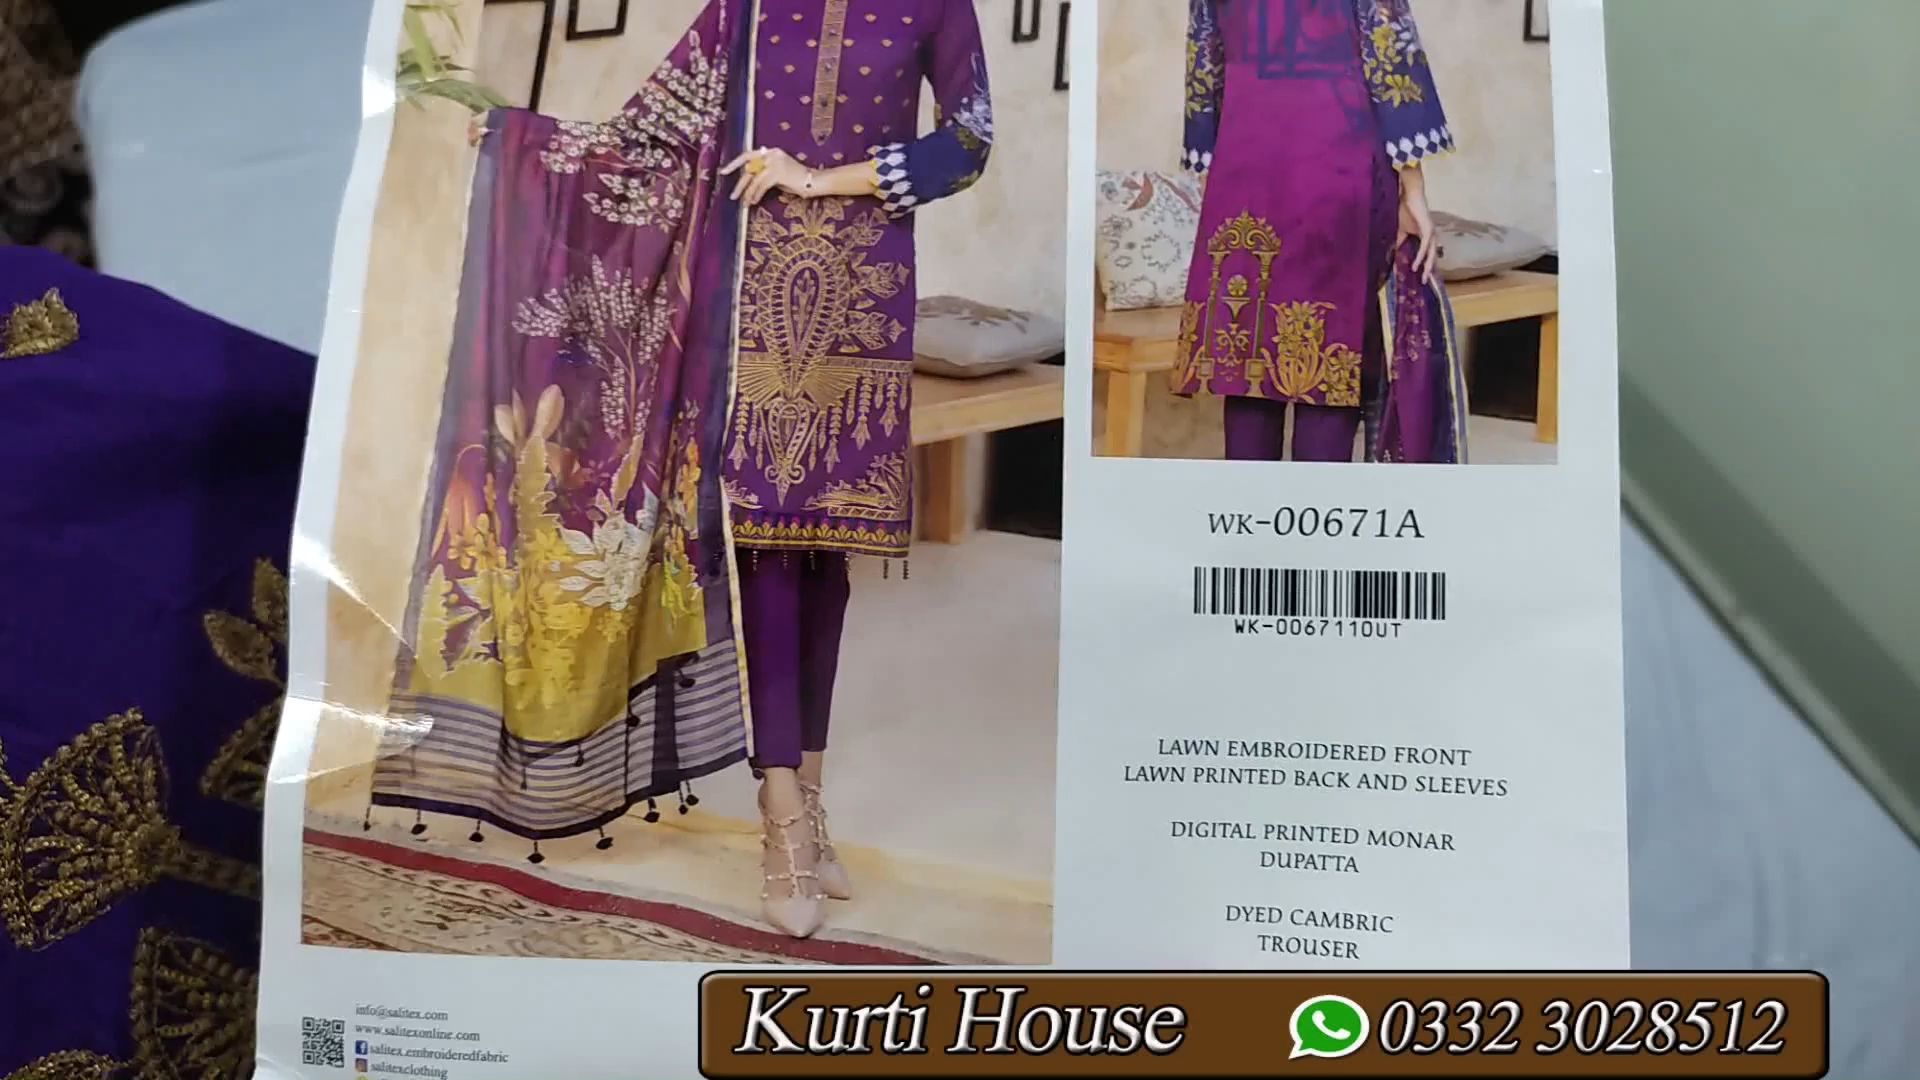 WK-00671A
WK-0067110UT
LAWN EMBROIDERED FRONT
LAWN PRINTED BACK AND SLEEVES
DIGITAL PRINTED MONAR
DUPATTA
DYED CAMBRIC
TROUSER
info@salitex.com
www.salitexonline.com
salitex.embroideredfabric
salitexclothing
Kurti House 0332 3028512